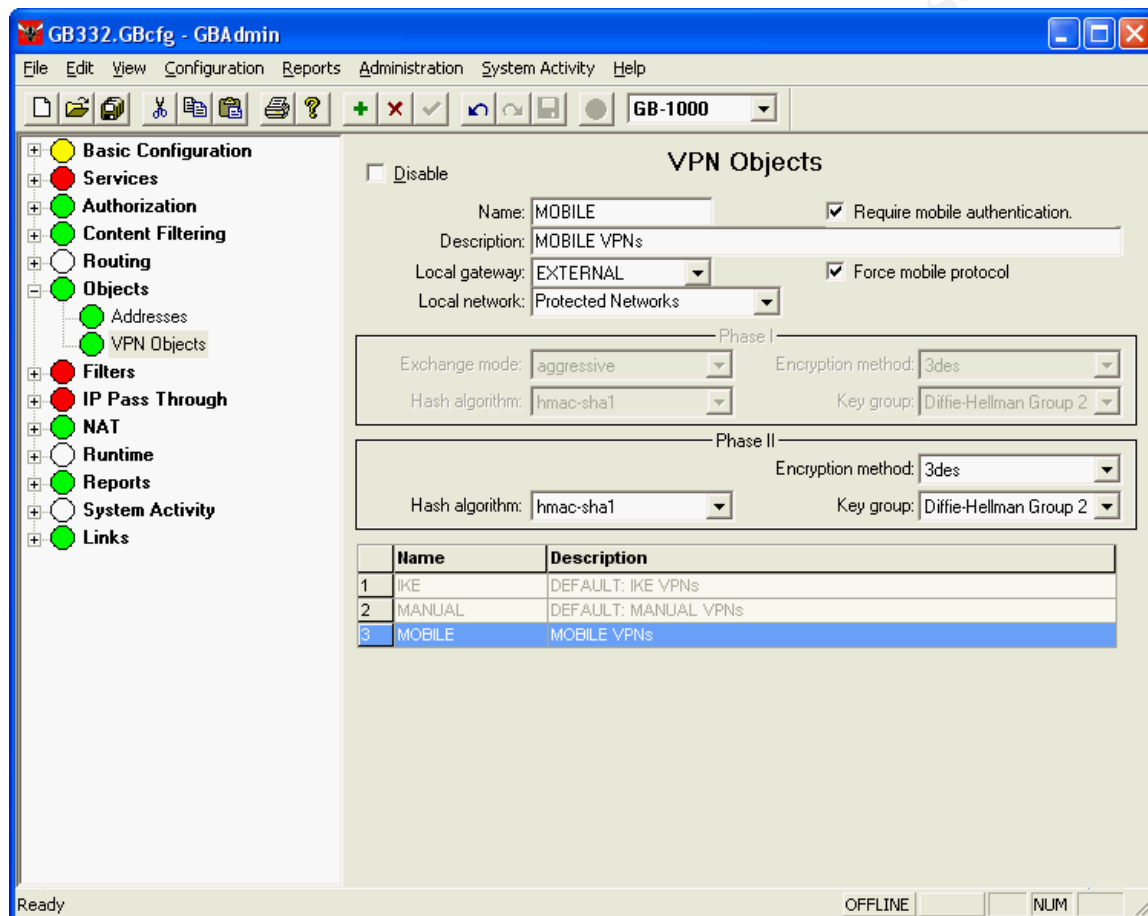 GB332.GBcfg - GBAdmin
File Edit View Configuration Reports Administration System Activity Help
GB-1000
Basic Configuration
Services
Authorization
Content Filtering
Routing
Objects
Addresses
VPN Objects
Filters
IP Pass Through
NAT
Runtime
Reports
System Activity
Links
VPN Objects
Disable
Name: MOBILE
Require mobile authentication.
Description: MOBILE VPNs
Local gateway: EXTERNAL
Force mobile protocol
Local network: Protected Networks
Phase I
Exchange mode: aggressive Encryption method: 3des
Hash algorithm: hmac-sha1 Key group: Diffie-Hellman Group 2
Phase II
Encryption method: 3des
Hash algorithm: hmac-sha1 Key group: Diffie-Hellman Group 2
Name Description
1 IKE DEFAULT: IKE VPNs
2 MANUAL DEFAULT: MANUAL VPNs
3 MOBILE MOBILE VPNs
Ready OFFLINE NUM